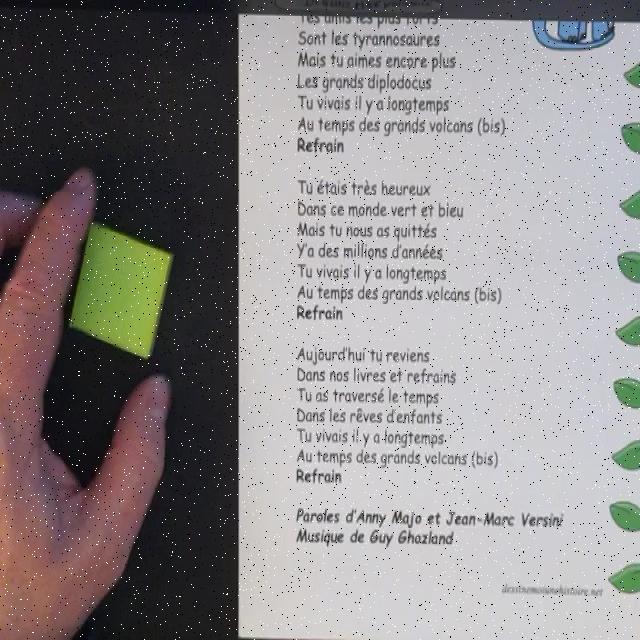 Tes amis les plus forts
Sont les tyrannosaures
Mais tu aimes encore plus
Les grands diplodocus
Tu vivais il y a longtemps
Au temps des grands volcans (bis)
Refrain
Tu étais très heureux
Dans ce monde vert et bleu
Mais tu nous as quittés
Y'a des millions d'années
Tu vivais il y a longtemps
Au temps des grands volcans (bis)
Refrain
Aujourd'hui tu reviens
Dans nos livres et refrains
Tu as traversé le temps
Dans les rêves d'enfants
Tu vivais il y a longtemps
Au temps des grands volcans (bis)
Refrain
Paroles d'Anny Majo et Jean-Marc Versini
Musique de Guy Ghazland